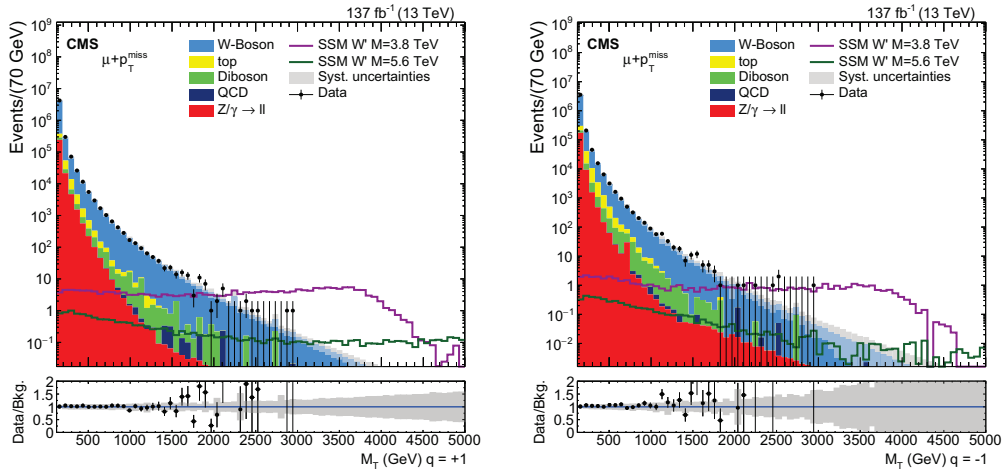 137 fb⁻¹ (13 TeV)
CMS
μ+p_T^miss
W-Boson
top
Diboson
QCD
Z/γ → ll
SSM W' M=3.8 TeV
SSM W' M=5.6 TeV
Syst. uncertainties
Data
Events/(70 GeV)
10⁹
10⁸
10⁷
10⁶
10⁵
10⁴
10³
10²
10
1
10⁻¹
Data/Bkg.
2
1.5
1
0.5
0
500 1000 1500 2000 2500 3000 3500 4000 4500 5000
M_T (GeV) q = +1
137 fb⁻¹ (13 TeV)
CMS
μ+p_T^miss
W-Boson
top
Diboson
QCD
Z/γ → ll
SSM W' M=3.8 TeV
SSM W' M=5.6 TeV
Syst. uncertainties
Data
Events/(70 GeV)
10⁹
10⁸
10⁷
10⁶
10⁵
10⁴
10³
10²
10
1
10⁻¹
10⁻²
Data/Bkg.
2
1.5
1
0.5
0
500 1000 1500 2000 2500 3000 3500 4000 4500 5000
M_T (GeV) q = -1